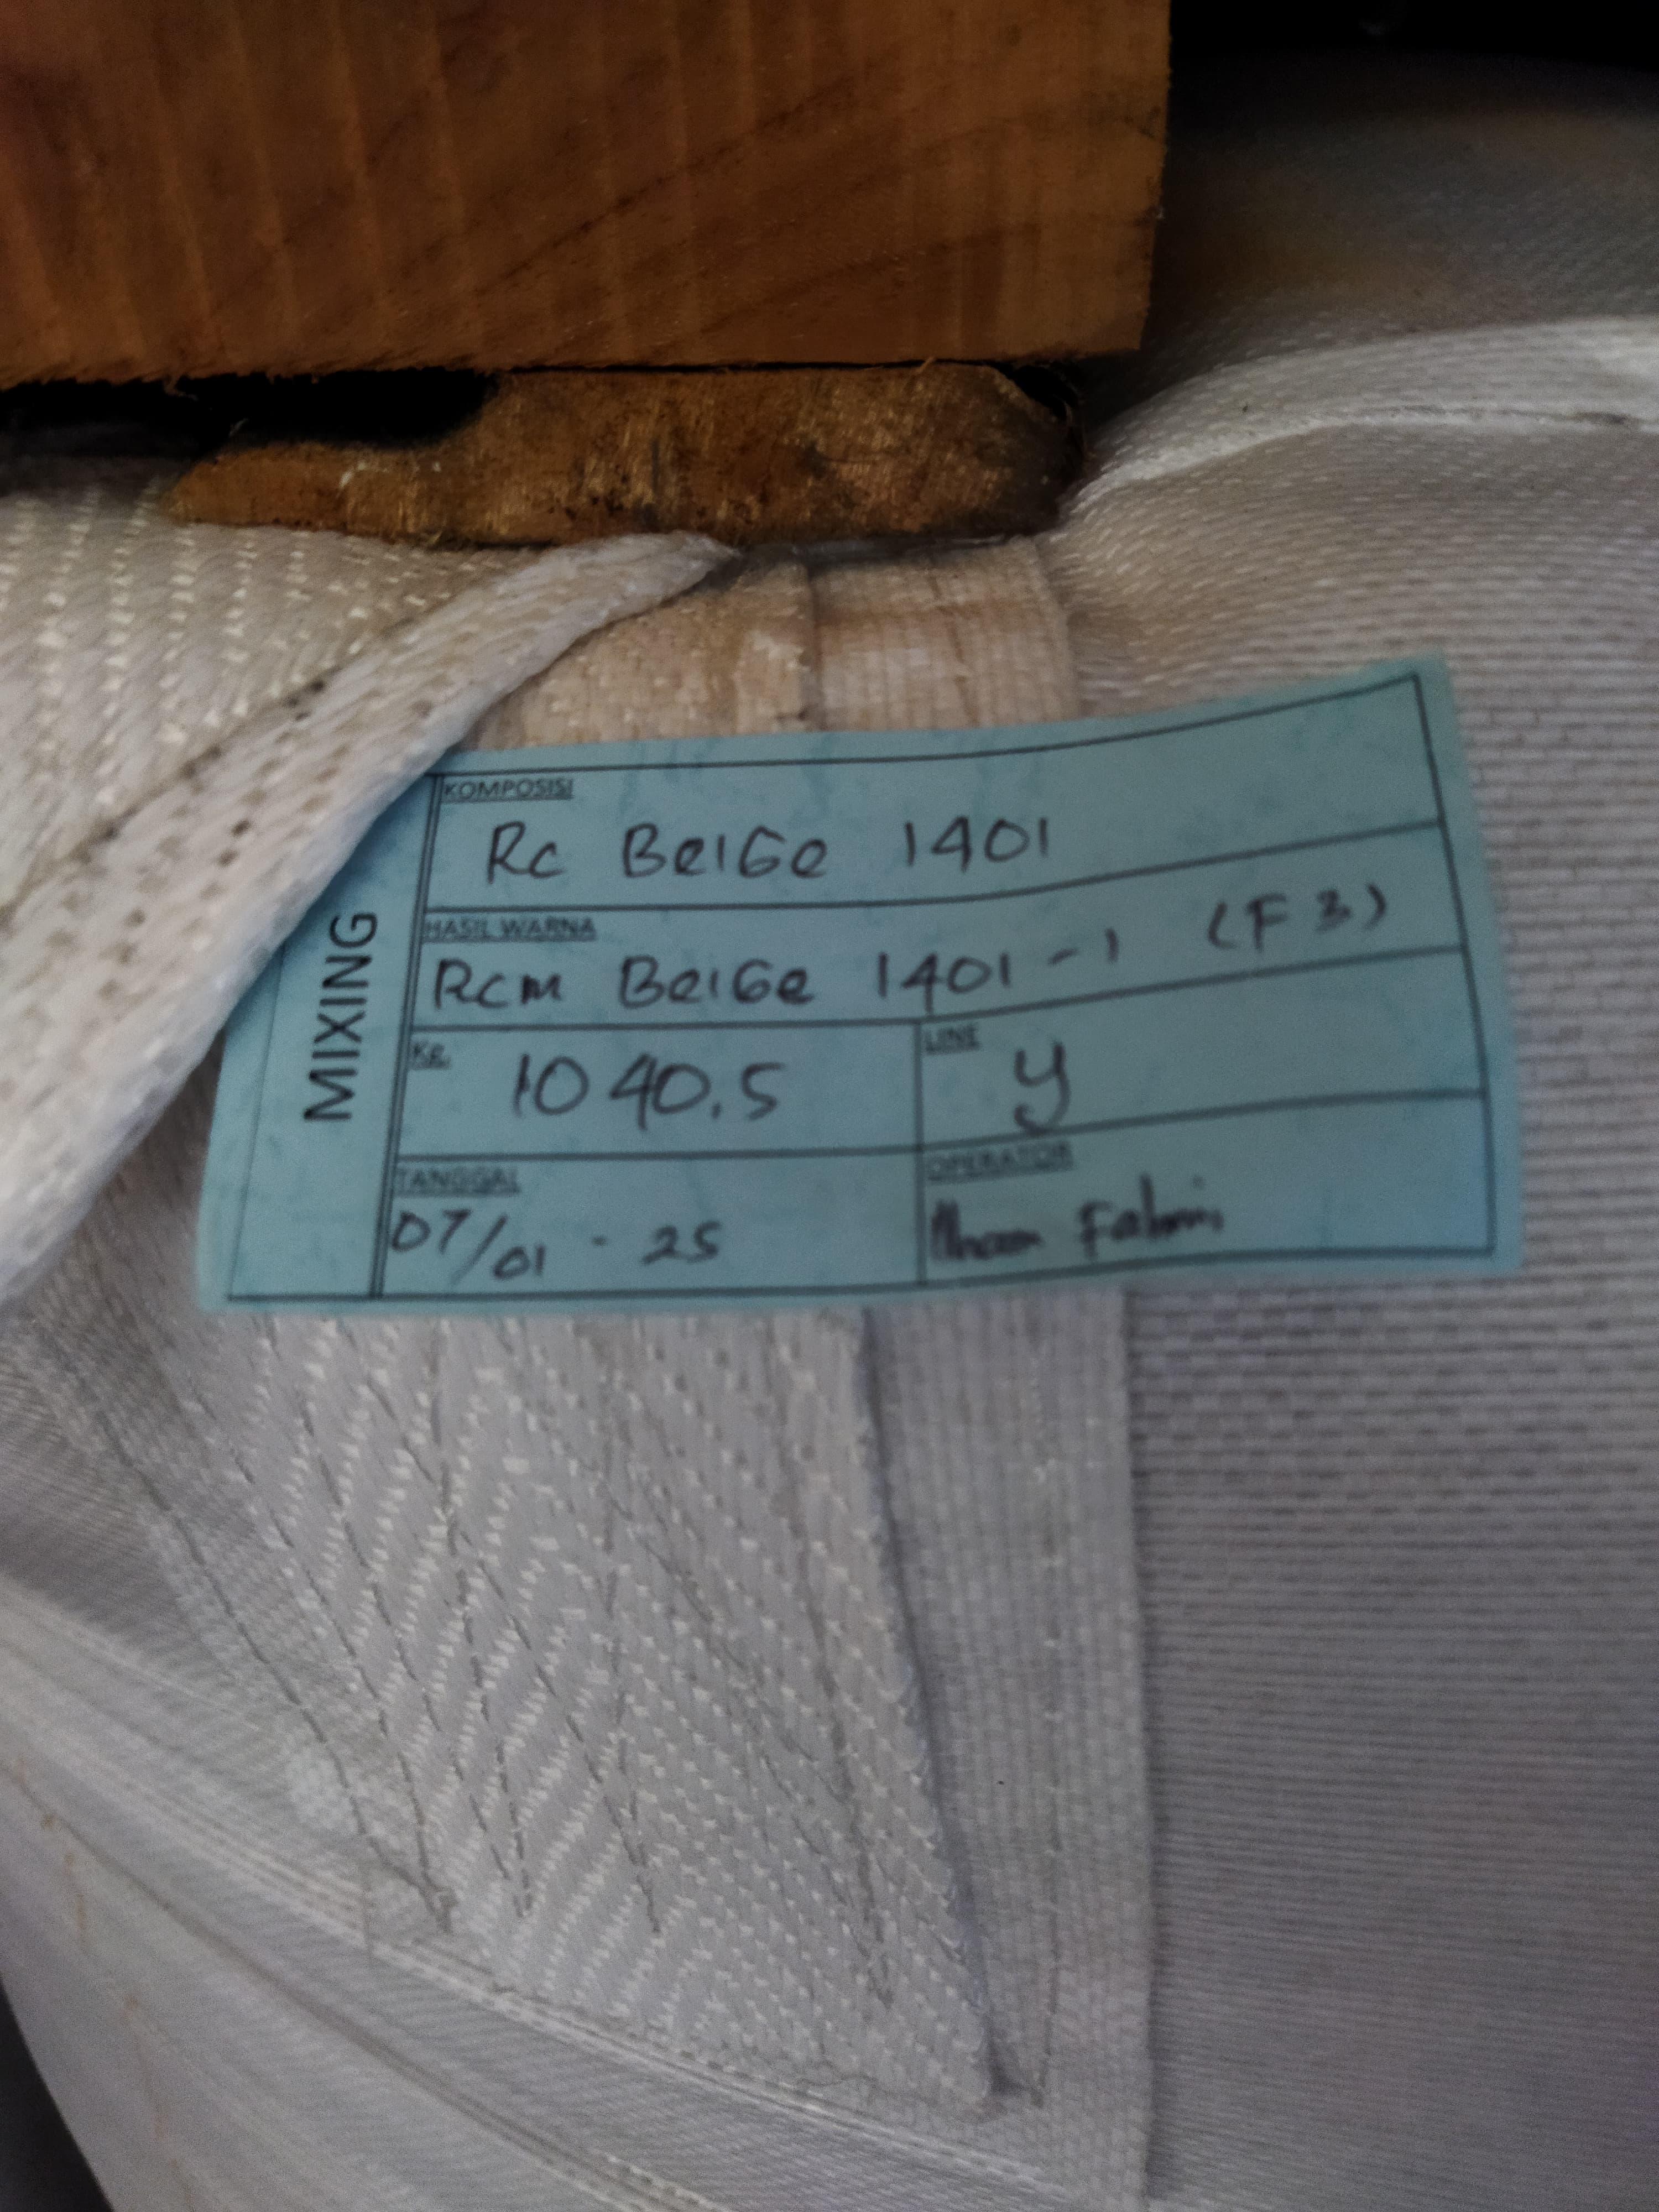 MIXING
KOMPOSISI
Rc BeiGe 1401
HASIL WARNA
Rcm BeiGe 1401-1 (F3)
KG.
1040.5
LINE
y
TANGGAL
07/01 - 25
OPERATOR
Fahmi